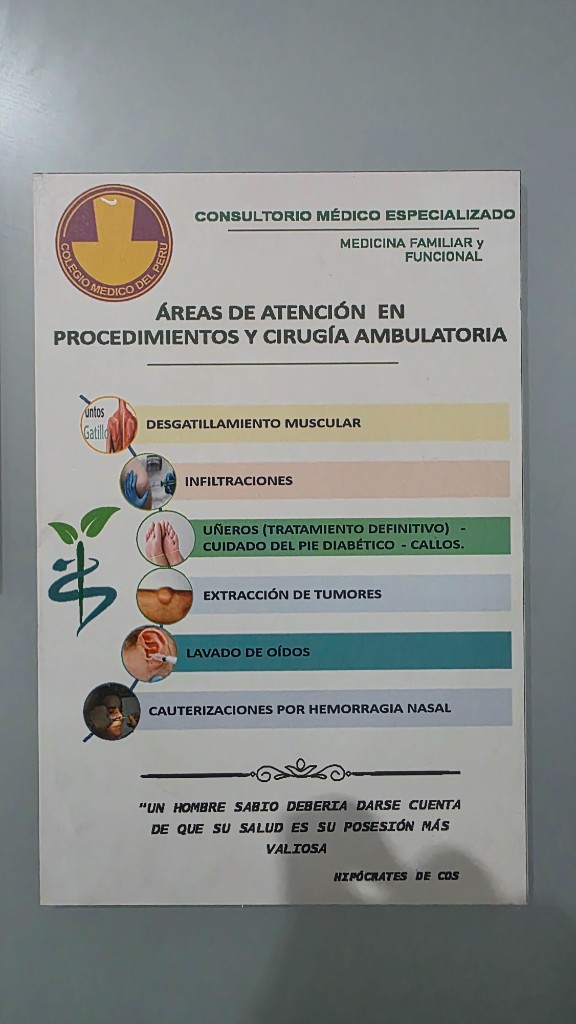 COLEGIO MEDICO DEL PERU
CONSULTORIO MÉDICO ESPECIALIZADO
MEDICINA FAMILIAR y
FUNCIONAL
ÁREAS DE ATENCIÓN EN
PROCEDIMIENTOS Y CIRUGÍA AMBULATORIA
untos
Gatillo
DESGATILLAMIENTO MUSCULAR
INFILTRACIONES
UÑEROS (TRATAMIENTO DEFINITIVO) -
CUIDADO DEL PIE DIABÉTICO - CALLOS.
EXTRACCIÓN DE TUMORES
LAVADO DE OÍDOS
CAUTERIZACIONES POR HEMORRAGIA NASAL
"UN HOMBRE SABIO DEBERIA DARSE CUENTA
DE QUE SU SALUD ES SU POSESIÓN MÁS
VALIOSA
HIPÓCRATES DE COS